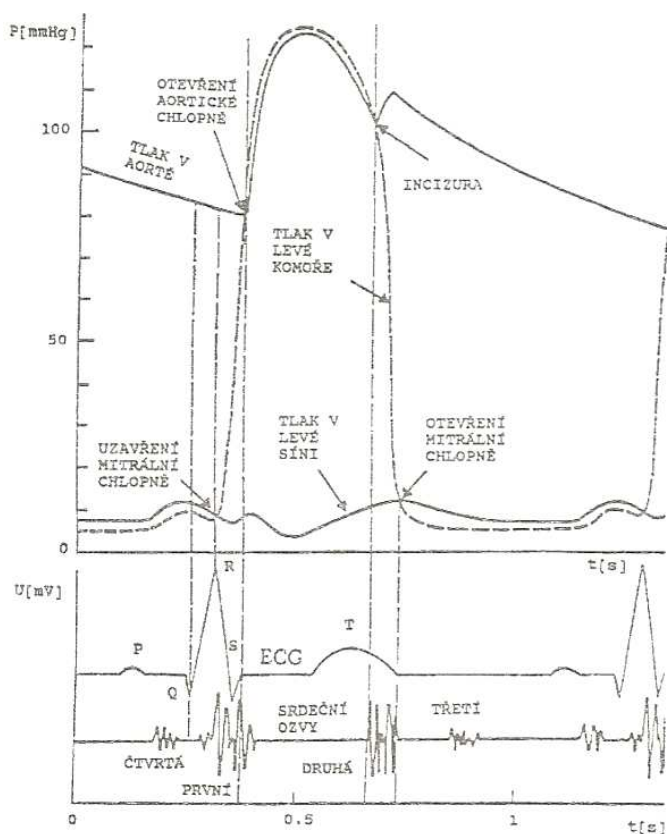 P[mmHg]
OTEVŘENÍ
AORTICKÉ
CHLOPNĚ
100
TLAK V
AORTĚ
INCIZURA
TLAK V
LEVÉ
KOMOŘE
50
UZAVŘENÍ
MITRÁLNÍ
CHLOPNĚ
TLAK V
LEVÉ
SÍNI
OTEVŘENÍ
MITRÁLNÍ
CHLOPNĚ
0
t[s]
U[mV]
R
P
Q
S
ECG
T
SRDEČNÍ
OZVY
TŘETÍ
ČTVRTÁ
PRVNÍ
DRUHÁ
0
0.5
1
t[s]